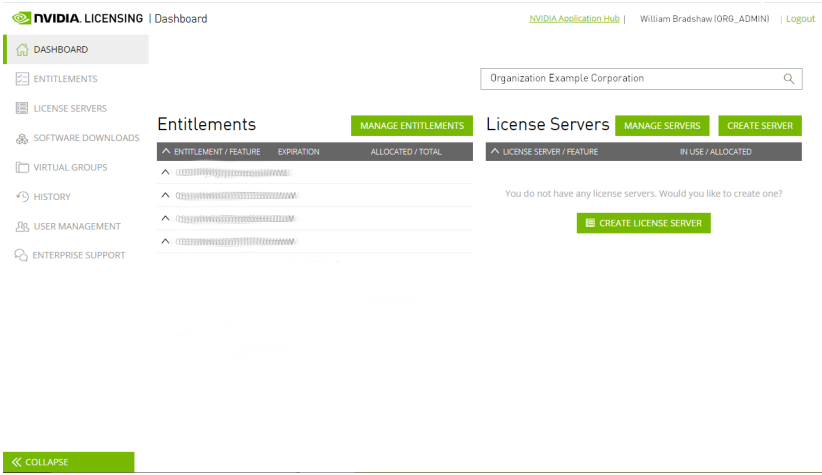 NVIDIA. LICENSING | Dashboard
NVIDIA Application Hub | William Bradshaw (ORG_ADMIN) | Logout
DASHBOARD
ENTITLEMENTS
LICENSE SERVERS
SOFTWARE DOWNLOADS
VIRTUAL GROUPS
HISTORY
USER MANAGEMENT
ENTERPRISE SUPPORT
Organization Example Corporation
Entitlements
MANAGE ENTITLEMENTS
ENTITLEMENT / FEATURE EXPIRATION ALLOCATED / TOTAL
License Servers
MANAGE SERVERS
CREATE SERVER
LICENSE SERVER / FEATURE IN USE / ALLOCATED
You do not have any license servers. Would you like to create one?
CREATE LICENSE SERVER
COLLAPSE